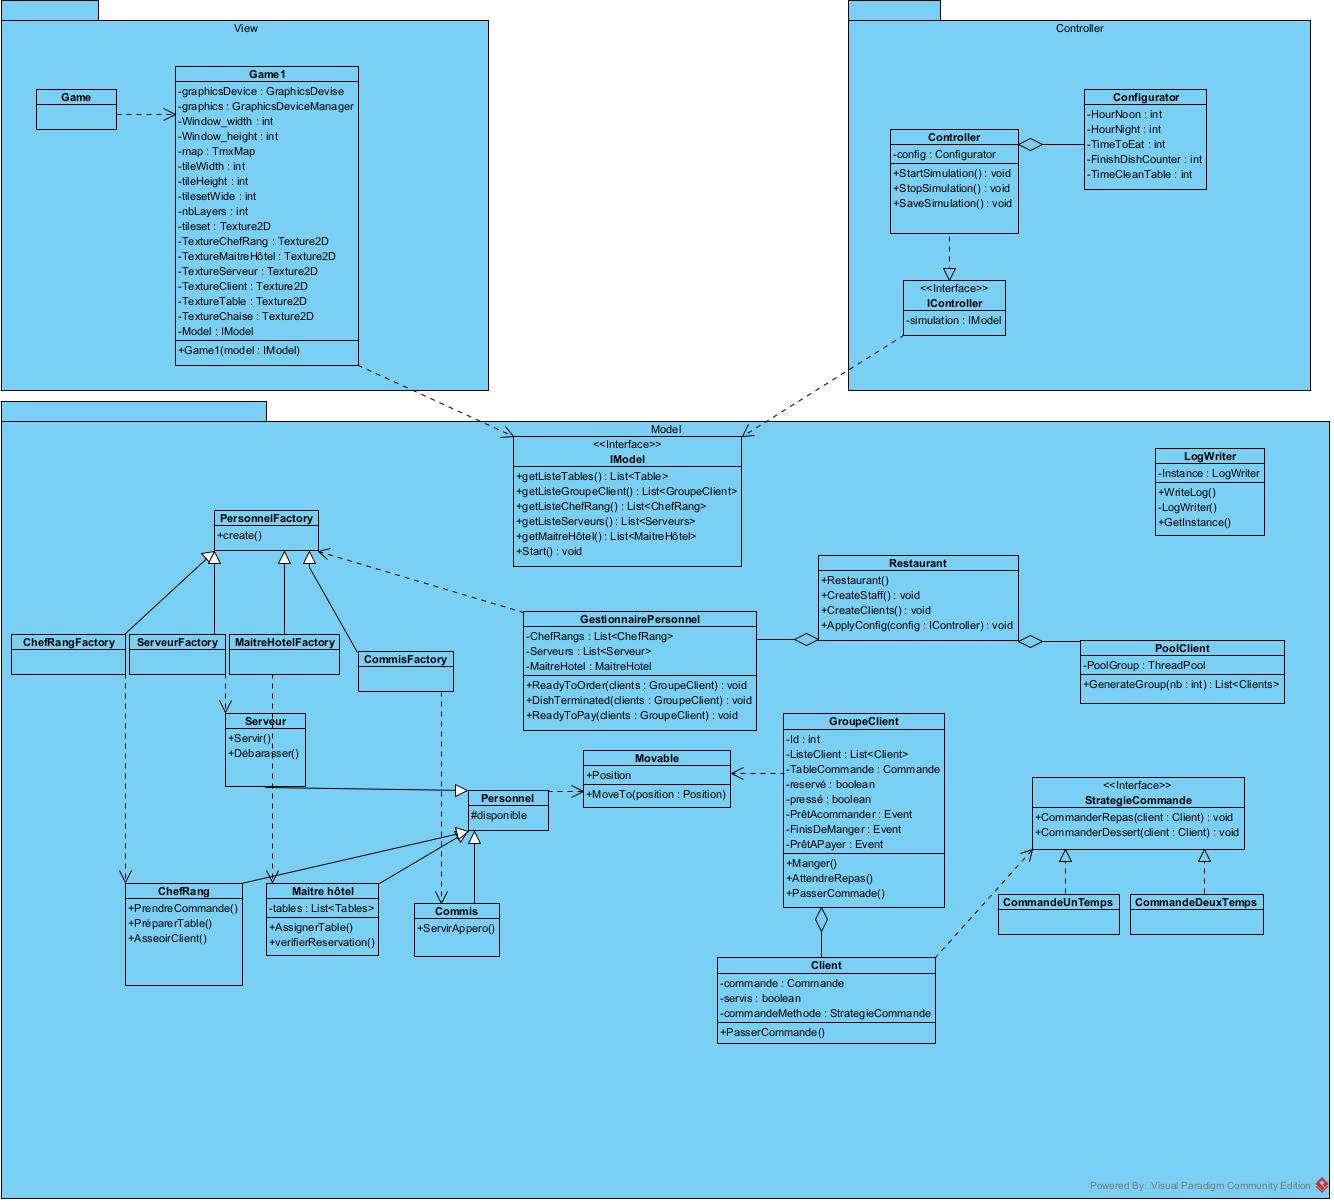 View
Game
Game1
-graphicsDevice : GraphicsDevise
-graphics : GraphicsDeviceManager
-Window_width : int
-Window_height : int
-map : TmxMap
-tileWidth : int
-tileHeight : int
-tilesetWide : int
-nbLayers : int
-tileset : Texture2D
-TextureChefRang : Texture2D
-TextureMaitreHôtel : Texture2D
-TextureServeur : Texture2D
-TextureClient : Texture2D
-TextureTable : Texture2D
-TextureChaise : Texture2D
-Model : IModel
+Game1(model : IModel)
Controller
Controller
-config : Configurator
+StartSimulation() : void
+StopSimulation() : void
+SaveSimulation() : void
Configurator
-HourNoon : int
-HourNight : int
-TimeToEat : int
-FinishDishCounter : int
-TimeCleanTable : int
<<Interface>>
IController
-simulation : IModel
Model
<<Interface>>
IModel
+getListeTables() : List<Table>
+getListeGroupeClient() : List<GroupeClient>
+getListeChefRang() : List<ChefRang>
+getListeServeurs() : List<Serveurs>
+getMaitreHôtel() : List<MaitreHôtel>
+Start() : void
LogWriter
-Instance : LogWriter
+WriteLog()
-LogWriter()
+GetInstance()
PersonnelFactory
+create()
Restaurant
+Restaurant()
+CreateStaff() : void
+CreateClients() : void
+ApplyConfig(config : IController) : void
ChefRangFactory
ServeurFactory
MaitreHotelFactory
CommisFactory
GestionnairePersonnel
-ChefRangs : List<ChefRang>
-Serveurs : List<Serveur>
-MaitreHotel : MaitreHotel
+ReadyToOrder(clients : GroupeClient) : void
+DishTerminated(clients : GroupeClient) : void
+ReadyToPay(clients : GroupeClient) : void
PoolClient
-PoolGroup : ThreadPool
+GenerateGroup(nb : int) : List<Clients>
Serveur
+Servir()
+Débarasser()
Movable
+Position
+MoveTo(position : Position)
GroupeClient
-Id : int
-ListeClient : List<Client>
-TableCommande : Commande
-reservé : boolean
-pressé : boolean
-PrêtAcommander : Event
-FinisDeManger : Event
-PrêtAPayer : Event
+Manger()
+AttendreRepas()
+PasserCommade()
Personnel
#disponible
<<Interface>>
StrategieCommande
+CommanderRepas(client : Client) : void
+CommanderDessert(client : Client) : void
ChefRang
+PrendreCommande()
+PréparerTable()
+AsseoirClient()
Maitre hôtel
-tables : List<Tables>
+AssignerTable()
+verifierReservation()
Commis
+ServirAppero()
CommandeUnTemps
CommandeDeuxTemps
Client
-commande : Commande
-servis : boolean
-commandeMethode : StrategieCommande
+PasserCommande()
Powered By Visual Paradigm Community Edition